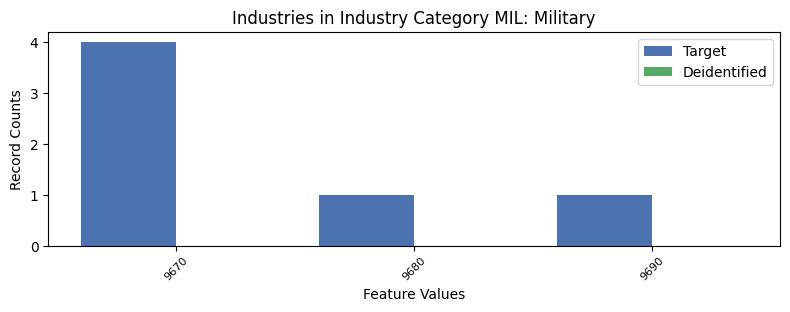 Industries in Industry Category MIL: Military
Target
Deidentified
Record Counts
4
3
2
1
0
9670
9680
9690
Feature Values